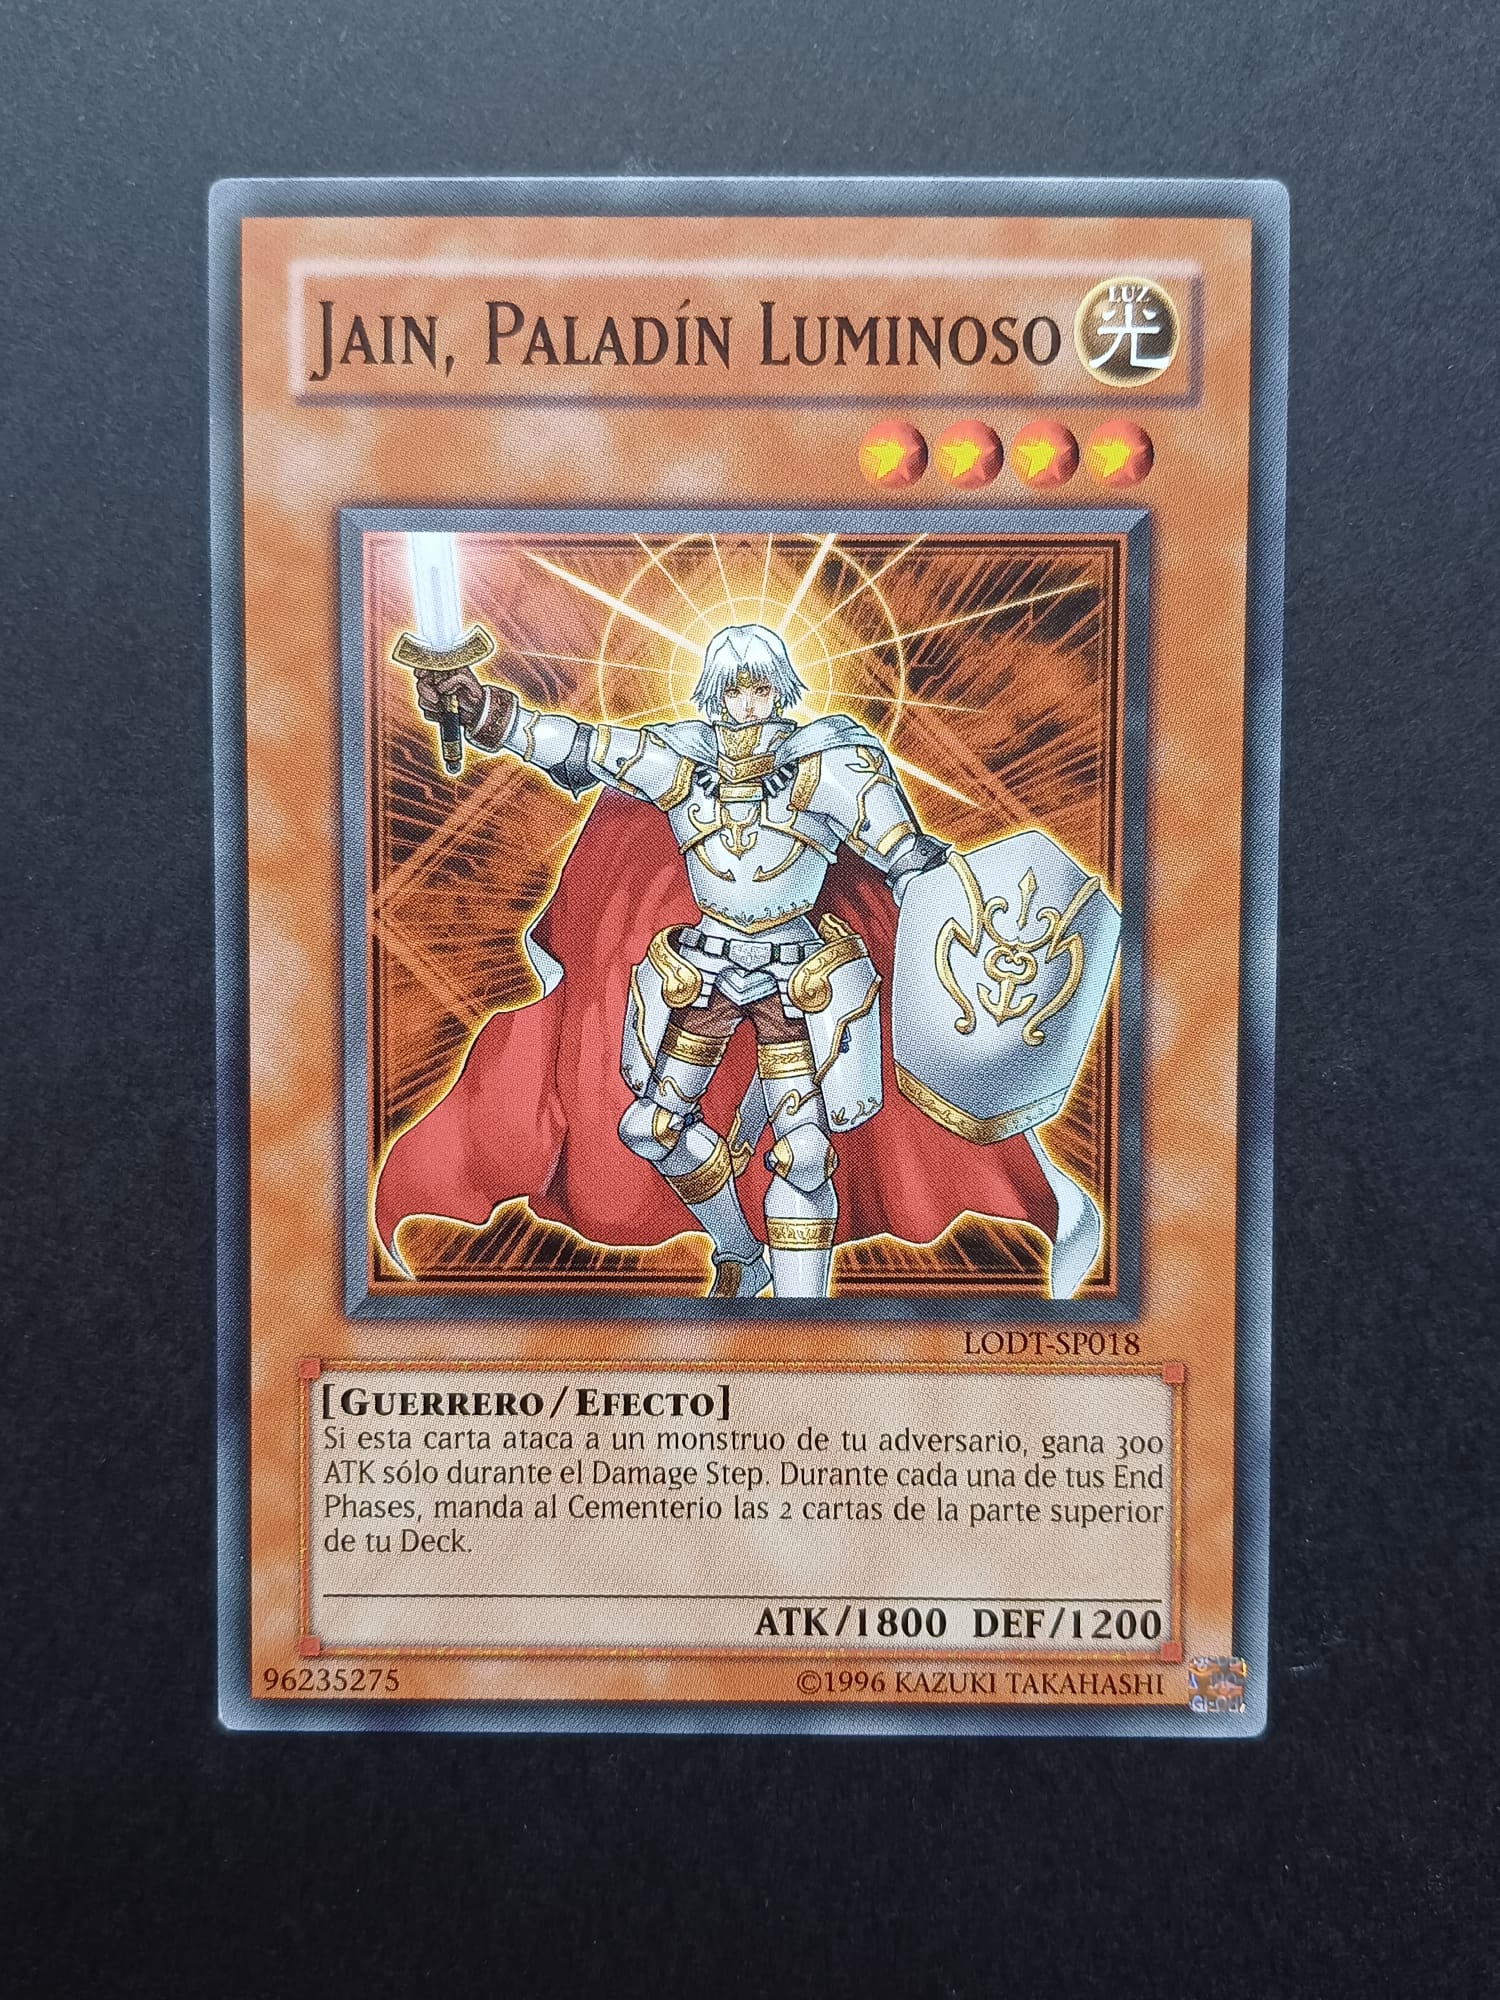 Jain, Paladín Luminoso
LUZ
光
LODT-SP018
[Guerrero/Efecto]
Si esta carta ataca a un monstruo de tu adversario, gana 300
ATK sólo durante el Damage Step. Durante cada una de tus End
Phases, manda al Cementerio las 2 cartas de la parte superior
de tu Deck.
ATK/1800 DEF/1200
96235275
©1996 KAZUKI TAKAHASHI